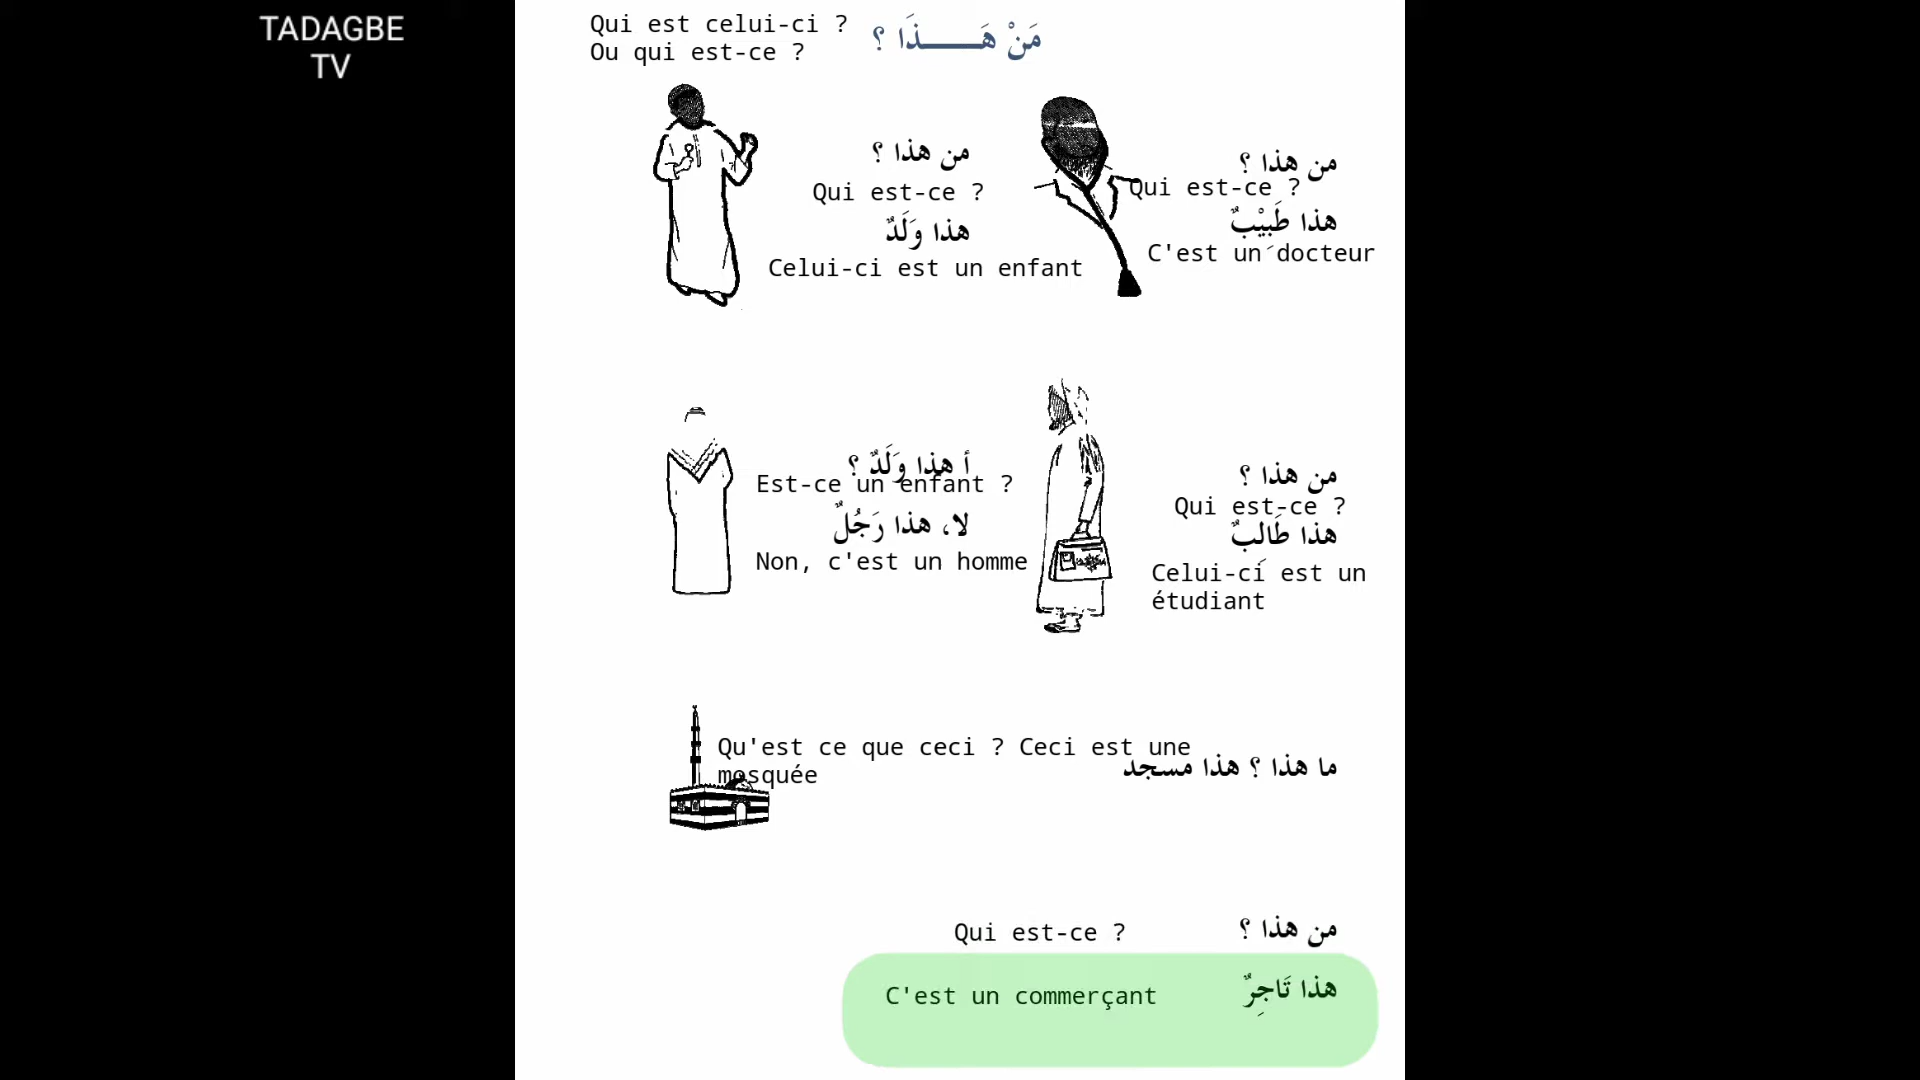 TADAGBE
TV
Qui est celui-ci ?
Ou qui est-ce ?
مَنْ هَـــــذَا ؟
من هذا ؟
Qui est-ce ?
هذا وَلَدٌ
Celui-ci est un enfant
من هذا ؟
Qui est-ce ?
هذا طَبِيْبٌ
C'est un docteur
أ هذا وَلَدٌ ؟
Est-ce un enfant ?
لا، هذا رَجُلٌ
Non, c'est un homme
من هذا ؟
Qui est-ce ?
هذا طَالِبٌ
Celui-ci est un
étudiant
Qu'est ce que ceci ? Ceci est une
mosquée
ما هذا ؟ هذا مسجد
Qui est-ce ?
من هذا ؟
C'est un commerçant
هذا تَاجِرٌ